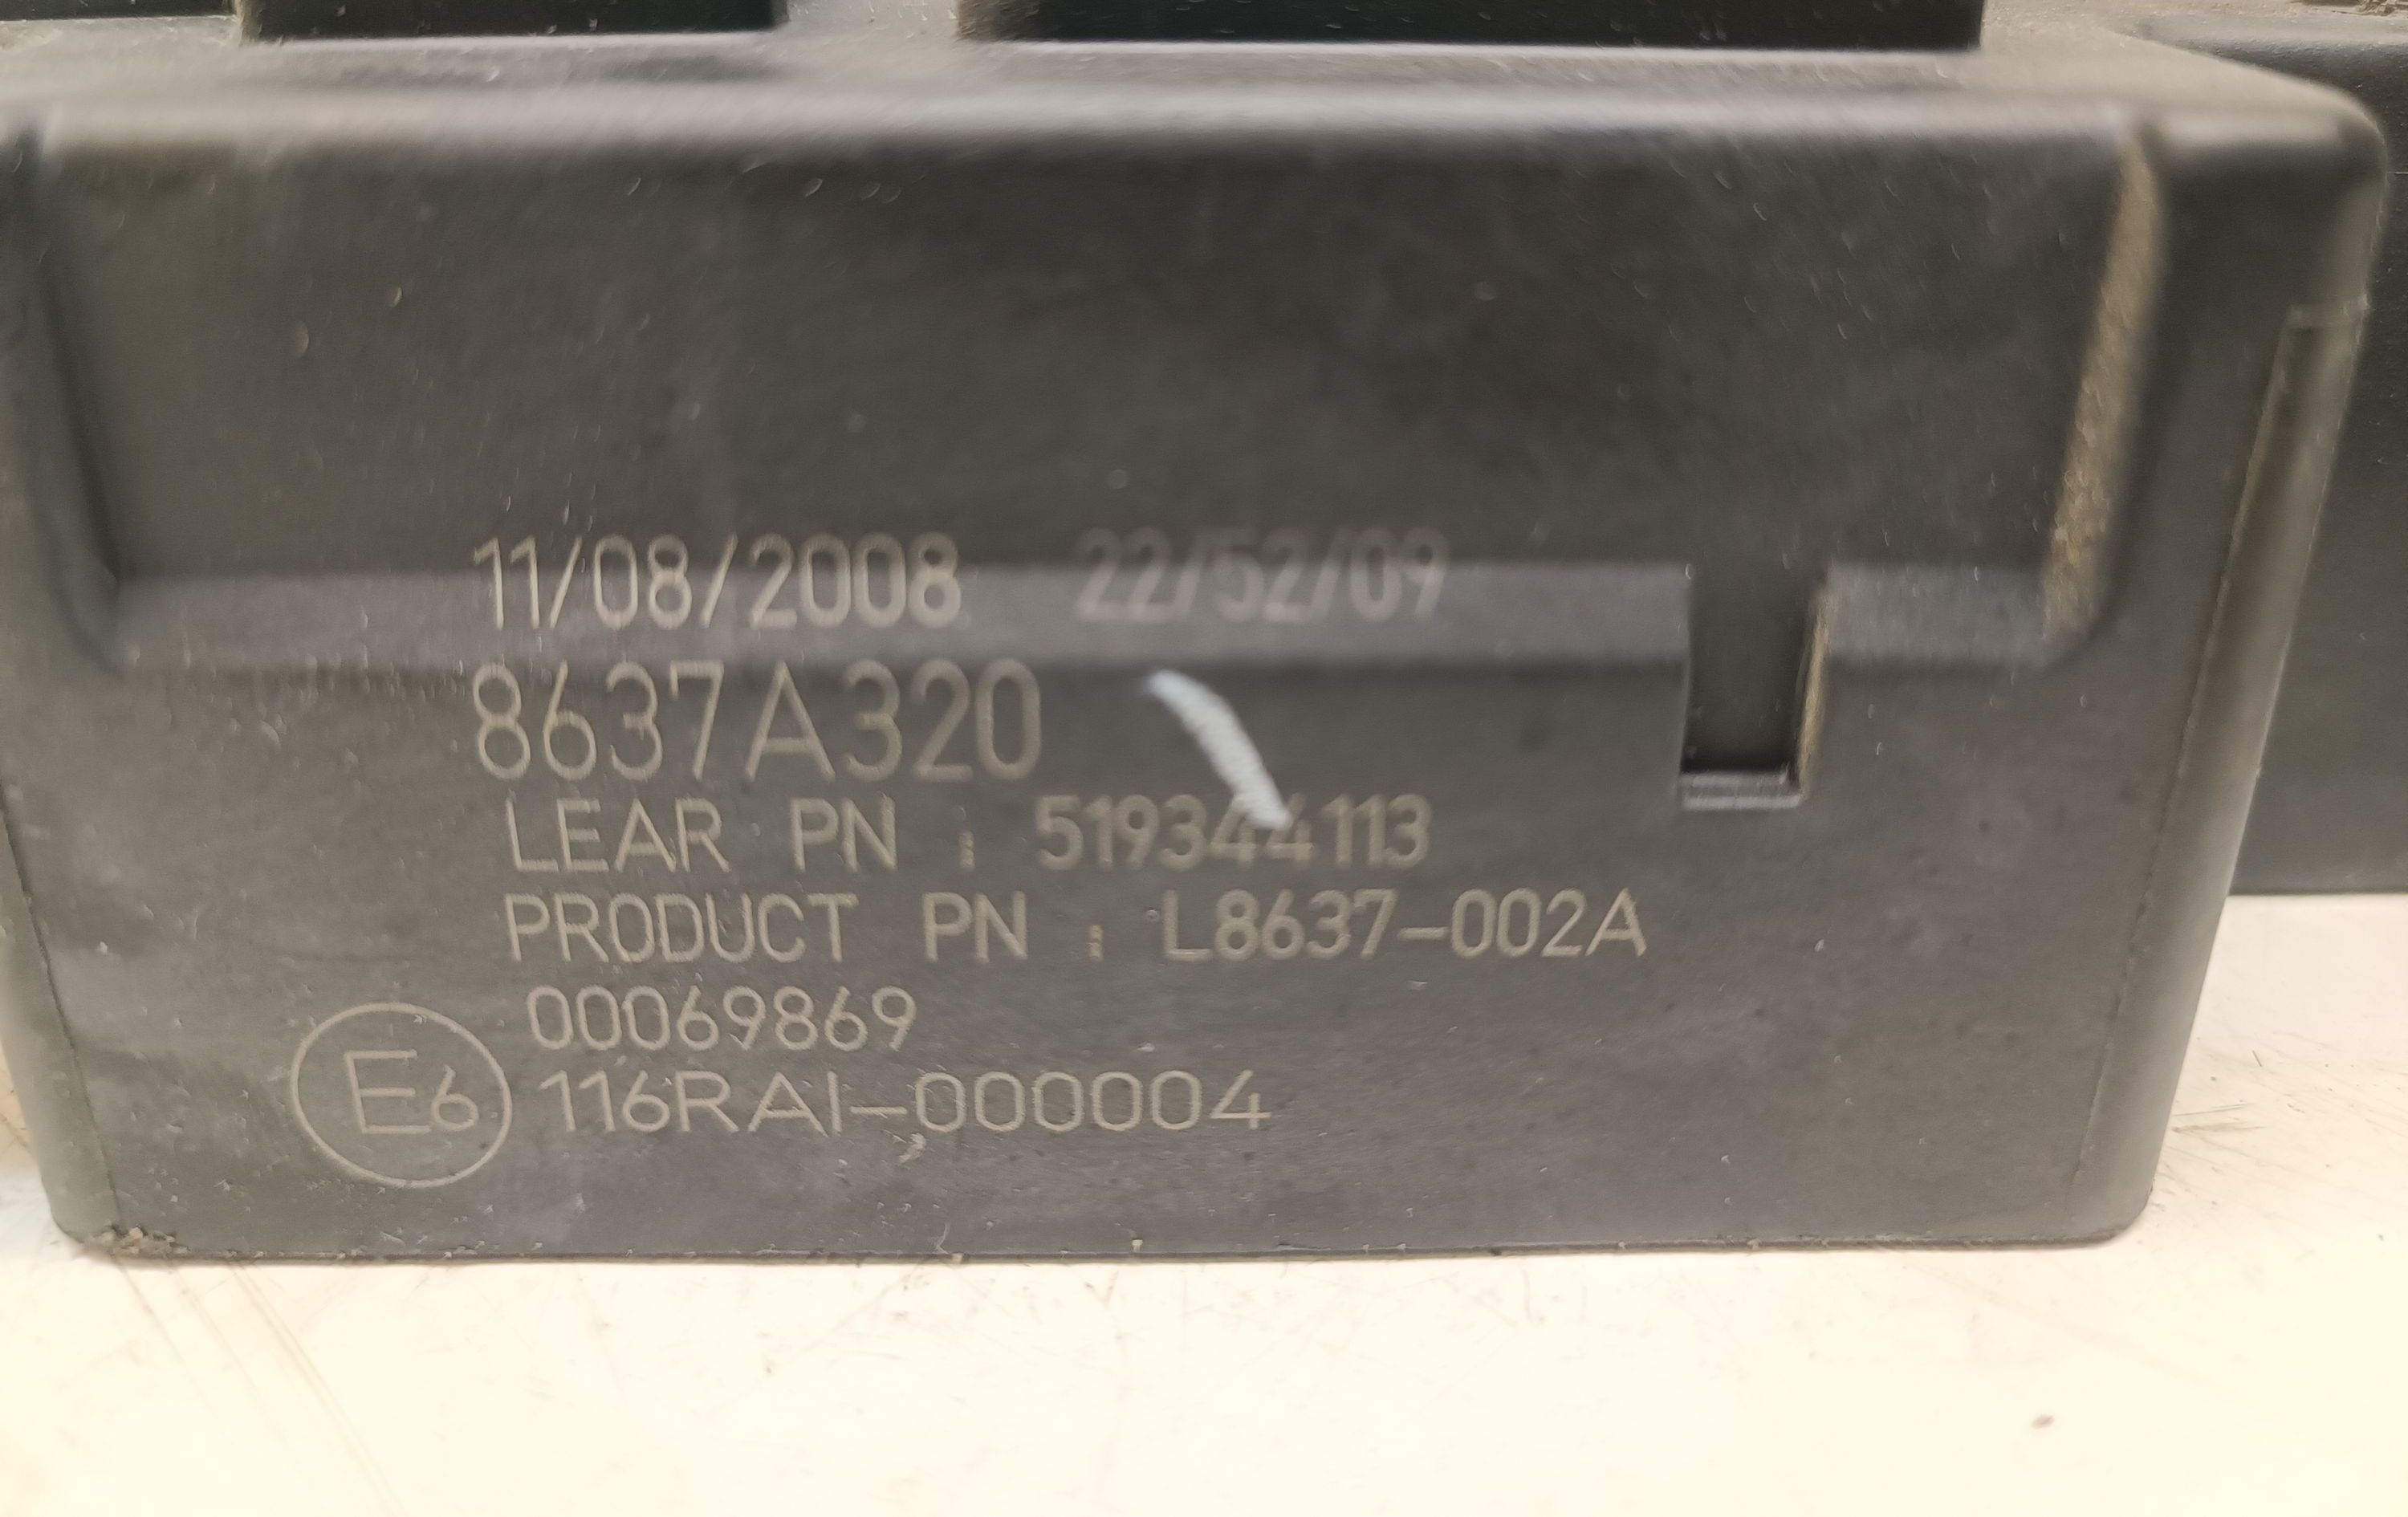 11/08/2008 22/52/09
8637A320
LEAR PN : 519344113
PRODUCT PN : L8637-002A
00069869
E6 116RAI-000004